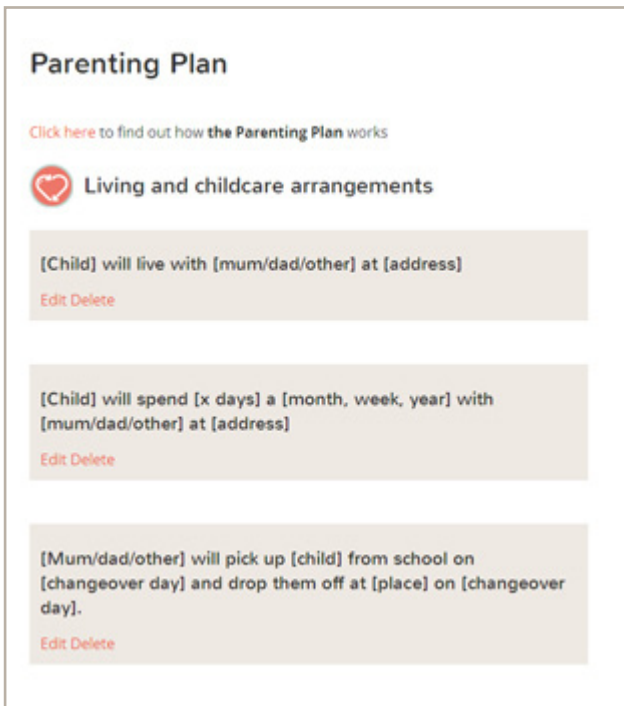 Parenting Plan
Click here to find out how the Parenting Plan works
Living and childcare arrangements
[Child] will live with [mum/dad/other] at [address]
Edit Delete
[Child] will spend [x days] a [month, week, year] with
[mum/dad/other] at [address]
Edit Delete
[Mum/dad/other] will pick up [child] from school on
[changeover day] and drop them off at [place] on [changeover
day].
Edit Delete